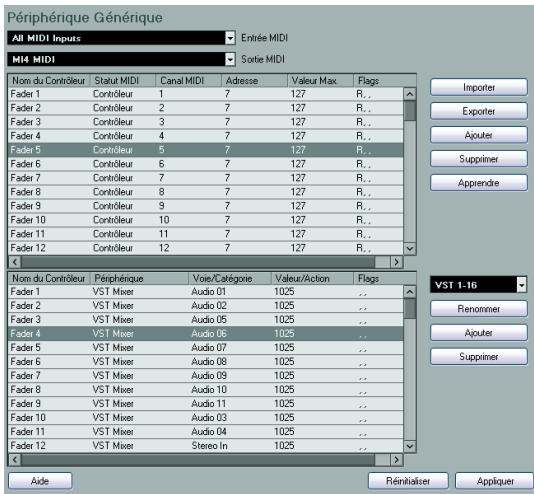 Périphérique Générique
All MIDI Inputs Entrée MIDI
MI4 MIDI Sortie MIDI
Nom du Contrôleur Statut MIDI Canal MIDI Adresse Valeur Max. Flags
Fader 1 Contrôleur 1 7 127 R, ,
Fader 2 Contrôleur 2 7 127 R, ,
Fader 3 Contrôleur 3 7 127 R, ,
Fader 4 Contrôleur 4 7 127 R, ,
Fader 5 Contrôleur 5 7 127 R, ,
Fader 6 Contrôleur 6 7 127 R, ,
Fader 7 Contrôleur 7 7 127 R, ,
Fader 8 Contrôleur 8 7 127 R, ,
Fader 9 Contrôleur 9 7 127 R, ,
Fader 10 Contrôleur 10 7 127 R, ,
Fader 11 Contrôleur 11 7 127 R, ,
Fader 12 Contrôleur 12 7 127 R, ,
Importer
Exporter
Ajouter
Supprimer
Apprendre
Nom du Contrôleur Périphérique Voie/Catégorie Valeur/Action Flags
Fader 1 VST Mixer Audio 01 1025 , ,
Fader 2 VST Mixer Audio 02 1025 , ,
Fader 3 VST Mixer Audio 05 1025 , ,
Fader 4 VST Mixer Audio 06 1025 , ,
Fader 5 VST Mixer Audio 07 1025 , ,
Fader 6 VST Mixer Audio 08 1025 , ,
Fader 7 VST Mixer Audio 09 1025 , ,
Fader 8 VST Mixer Audio 10 1025 , ,
Fader 9 VST Mixer Audio 11 1025 , ,
Fader 10 VST Mixer Audio 03 1025 , ,
Fader 11 VST Mixer Audio 04 1025 , ,
Fader 12 VST Mixer Stereo In 1025 , ,
VST 1-16
Renommer
Ajouter
Supprimer
Aide Réinitialiser Appliquer